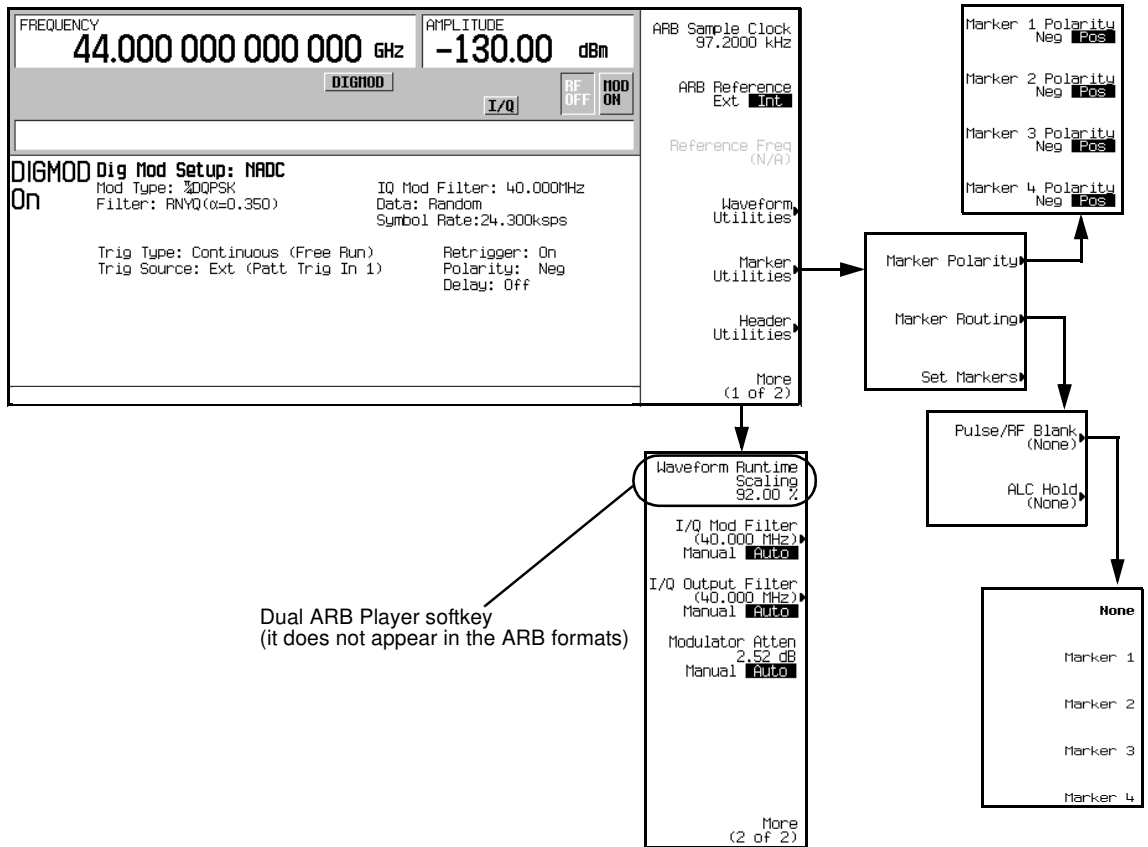 FREQUENCY
44.000 000 000 000 GHz
AMPLITUDE
-130.00 dBm
DIGMOD
I/Q
RF OFF
MOD ON
DIGMOD On
Dig Mod Setup: NADC
Mod Type: π/4DQPSK
IQ Mod Filter: 40.000MHz
Filter: RNYQ(α=0.350)
Data: Random
Symbol Rate:24.300ksps
Trig Type: Continuous (Free Run)
Retrigger: On
Trig Source: Ext (Patt Trig In 1)
Polarity: Neg
Delay: Off
ARB Sample Clock
97.2000 kHz
ARB Reference
Ext Int
Reference Freq
(N/A)
Waveform
Utilities
Marker
Utilities
Header
Utilities
More
(1 of 2)
Marker Polarity
Marker Routing
Set Markers
Marker 1 Polarity
Neg Pos
Marker 2 Polarity
Neg Pos
Marker 3 Polarity
Neg Pos
Marker 4 Polarity
Neg Pos
Pulse/RF Blank
(None)
ALC Hold
(None)
None
Marker 1
Marker 2
Marker 3
Marker 4
Waveform Runtime
Scaling
92.00 %
I/Q Mod Filter
(40.000 MHz)
Manual Auto
I/Q Output Filter
(40.000 MHz)
Manual Auto
Modulator Atten
2.52 dB
Manual Auto
More
(2 of 2)
Dual ARB Player softkey
(it does not appear in the ARB formats)